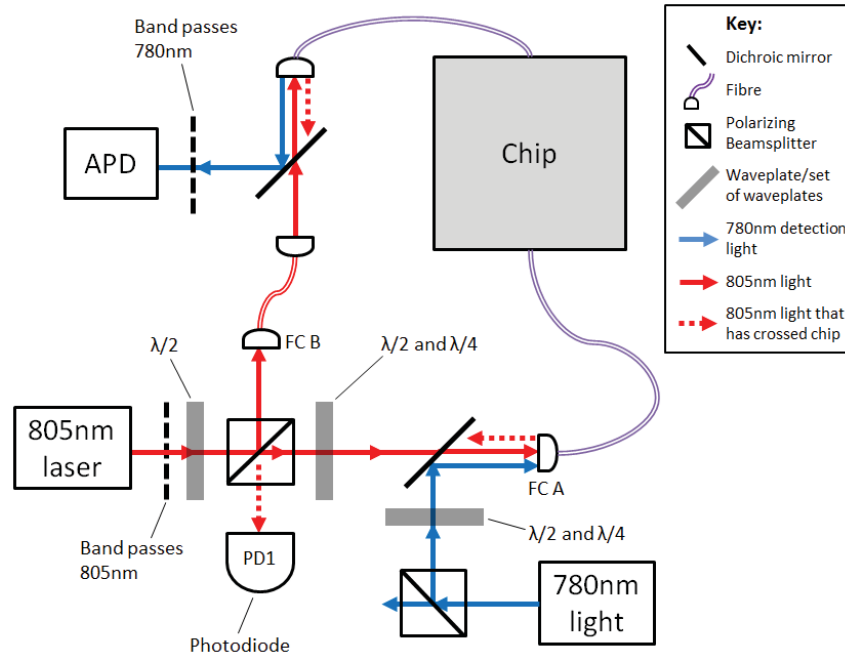 Band passes
780nm
APD
Chip
Key:
Dichroic mirror
Fibre
Polarizing
Beamsplitter
Waveplate/set
of waveplates
780nm detection
light
805nm light
805nm light that
has crossed chip
FC B
λ/2
λ/2 and λ/4
805nm
laser
FC A
Band passes
805nm
PD1
Photodiode
λ/2 and λ/4
780nm
light